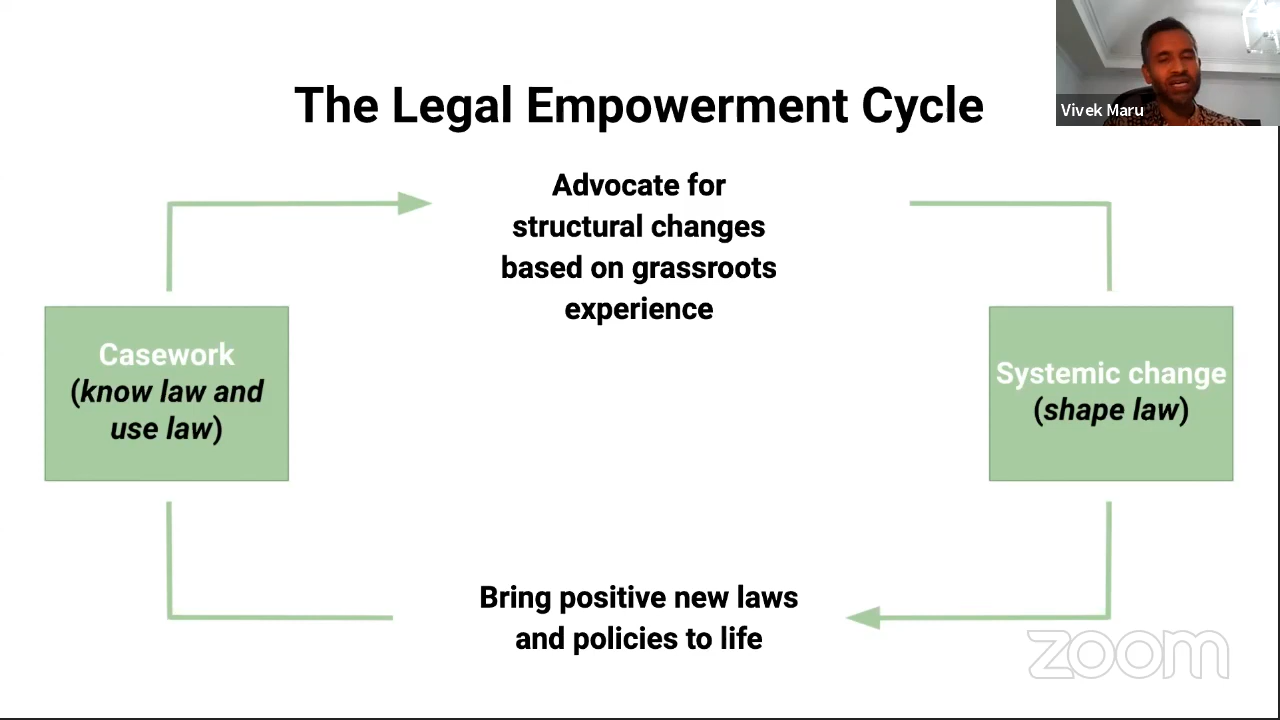 The Legal Empowerment Cycle
Vivek Maru
Advocate for
structural changes
based on grassroots
experience
Casework
(know law and
use law)
Systemic change
(shape law)
Bring positive new laws
and policies to life
zoom